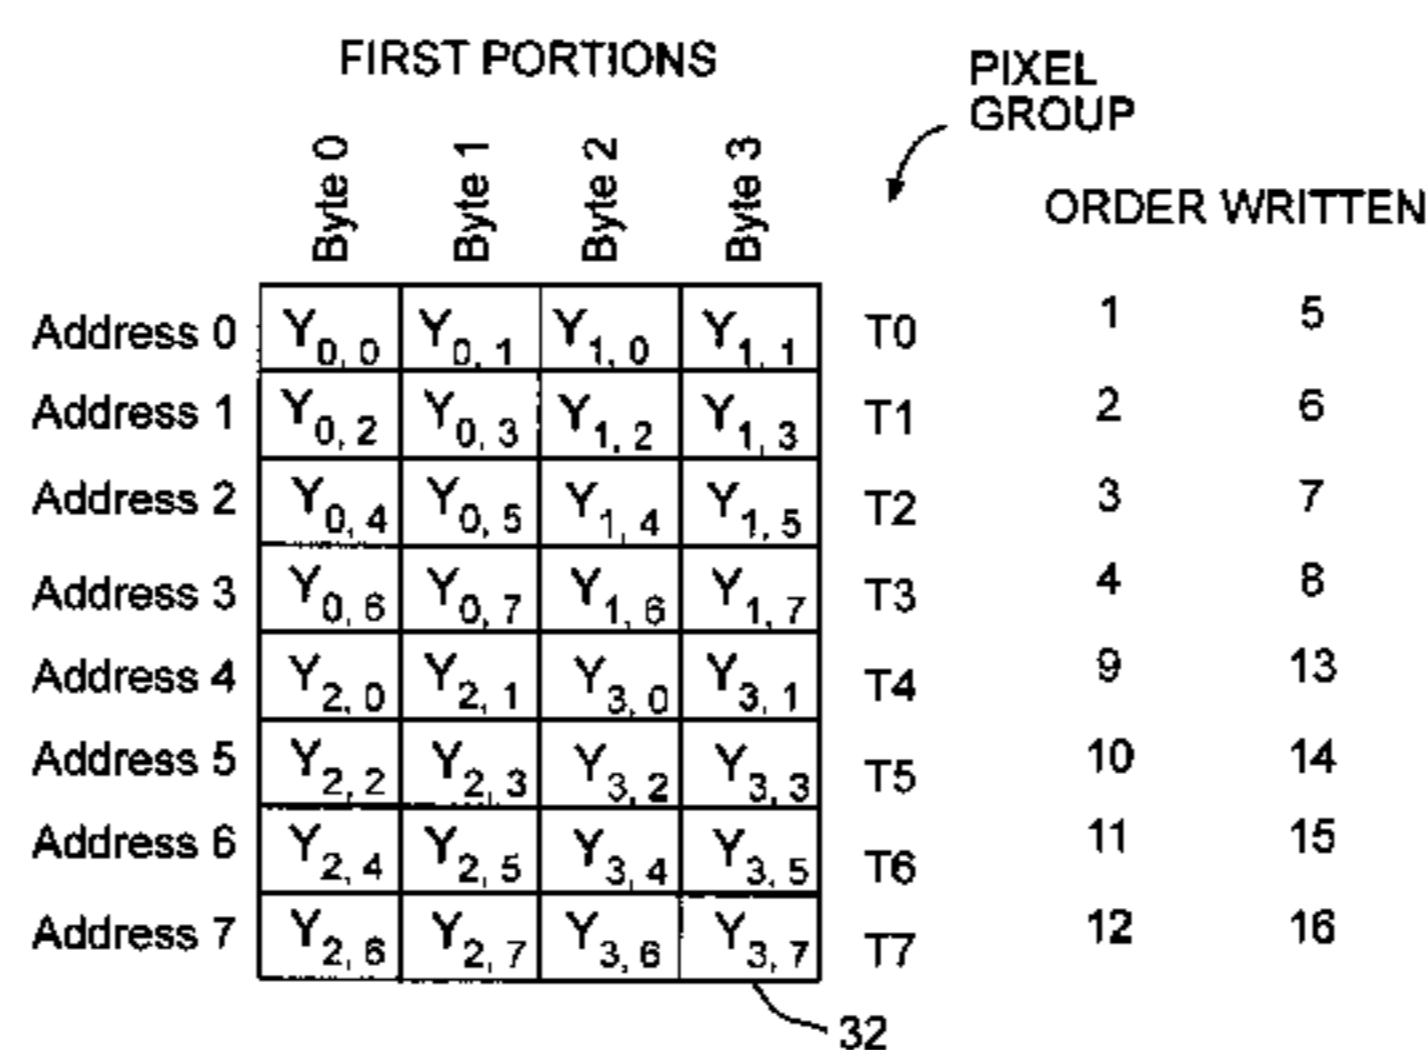 FIRST PORTIONS
PIXEL
GROUP
Byte 0 Byte 1 Byte 2 Byte 3
ORDER WRITTEN
Address 0 Y0, 0 Y0, 1 Y1, 0 Y1, 1 T0 1 5
Address 1 Y0, 2 Y0, 3 Y1, 2 Y1, 3 T1 2 6
Address 2 Y0, 4 Y0, 5 Y1, 4 Y1, 5 T2 3 7
Address 3 Y0, 6 Y0, 7 Y1, 6 Y1, 7 T3 4 8
Address 4 Y2, 0 Y2, 1 Y3, 0 Y3, 1 T4 9 13
Address 5 Y2, 2 Y2, 3 Y3, 2 Y3, 3 T5 10 14
Address 6 Y2, 4 Y2, 5 Y3, 4 Y3, 5 T6 11 15
Address 7 Y2, 6 Y2, 7 Y3, 6 Y3, 7 T7 12 16
32